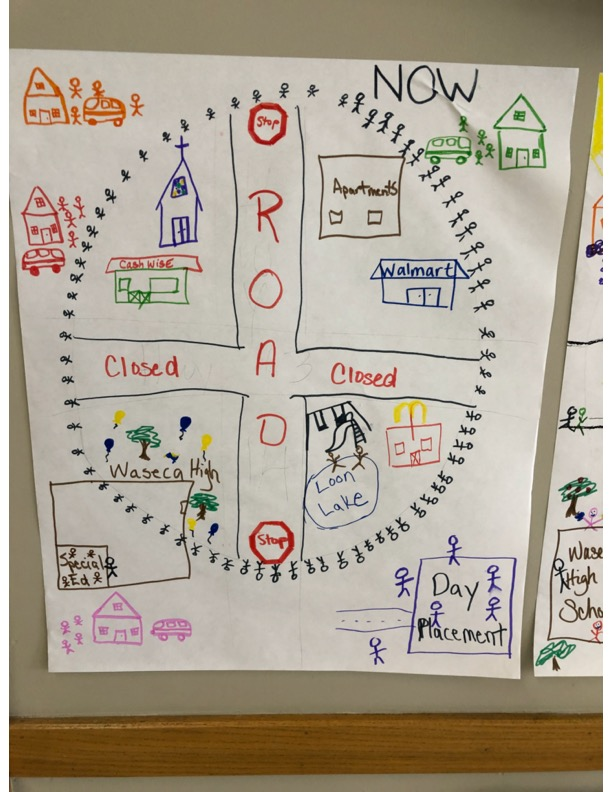 NOW
Stop
Apartments
Cash Wise
Walmart
ROAD
Closed
Closed
Waseca High
Loon
Lake
Special
Ed
Stop
Day
Placement
Wase
High
Scho